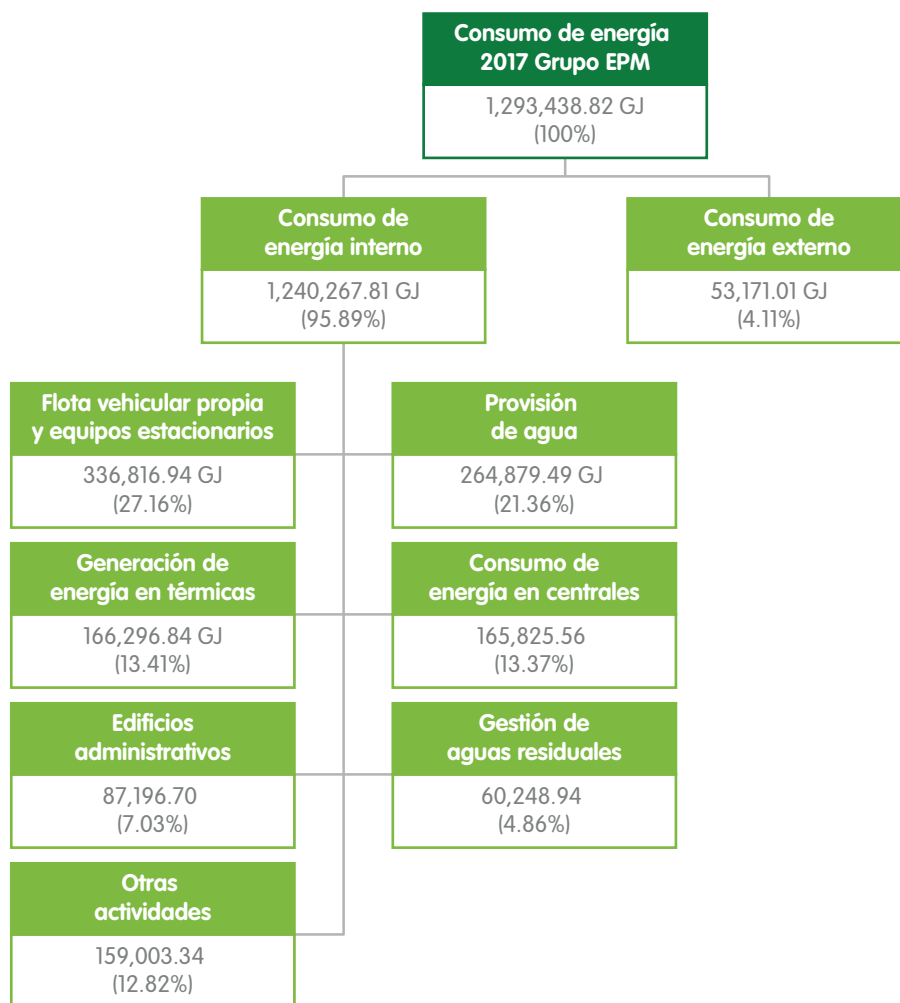 Consumo de energía
2017 Grupo EPM
1,293,438.82 GJ
(100%)
Consumo de
energía interno
1,240,267.81 GJ
(95.89%)
Consumo de
energía externo
53,171.01 GJ
(4.11%)
Flota vehicular propia
y equipos estacionarios
336,816.94 GJ
(27.16%)
Provisión
de agua
264,879.49 GJ
(21.36%)
Generación de
energía en térmicas
166,296.84 GJ
(13.41%)
Consumo de
energía en centrales
165,825.56
(13.37%)
Edificios
administrativos
87,196.70
(7.03%)
Gestión de
aguas residuales
60,248.94
(4.86%)
Otras
actividades
159,003.34
(12.82%)